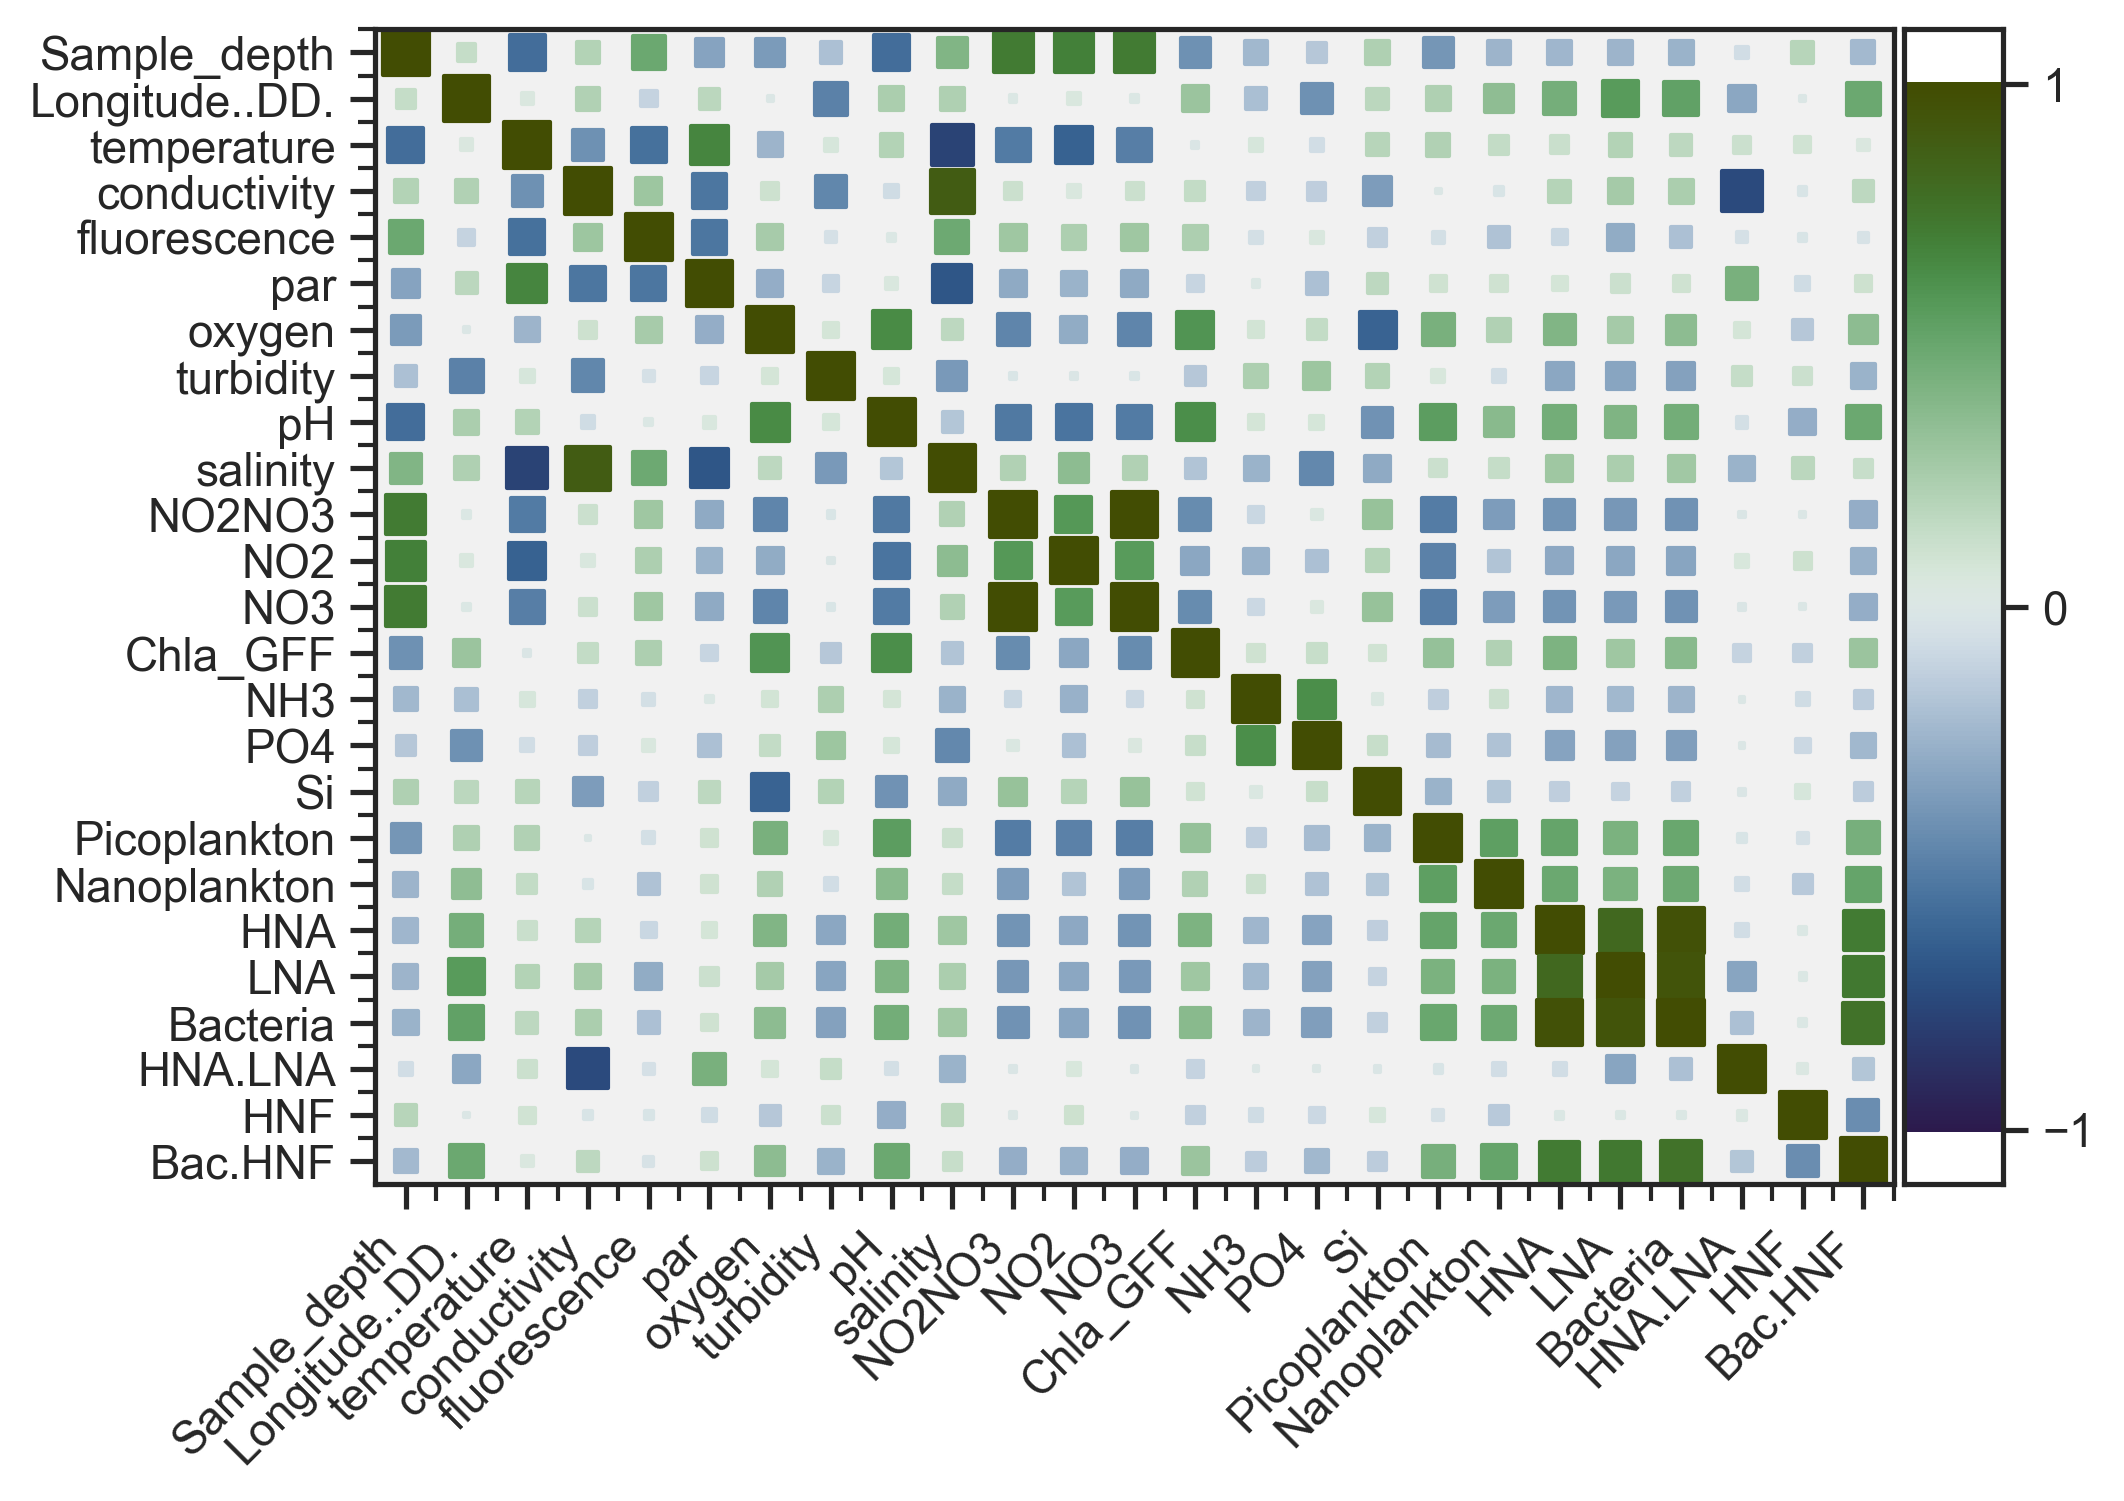 Sample_depth
Longitude..DD.
temperature
conductivity
fluorescence
par
oxygen
turbidity
pH
salinity
NO2NO3
NO2
NO3
Chla_GFF
NH3
PO4
Si
Picoplankton
Nanoplankton
HNA
LNA
Bacteria
HNA.LNA
HNF
Bac.HNF
1
0
−1
Sample_depth
Longitude..DD.
temperature
conductivity
fluorescence
par
oxygen
turbidity
pH
salinity
NO2NO3
NO2
NO3
Chla_GFF
NH3
PO4
Si
Picoplankton
Nanoplankton
HNA
LNA
Bacteria
HNA.LNA
HNF
Bac.HNF